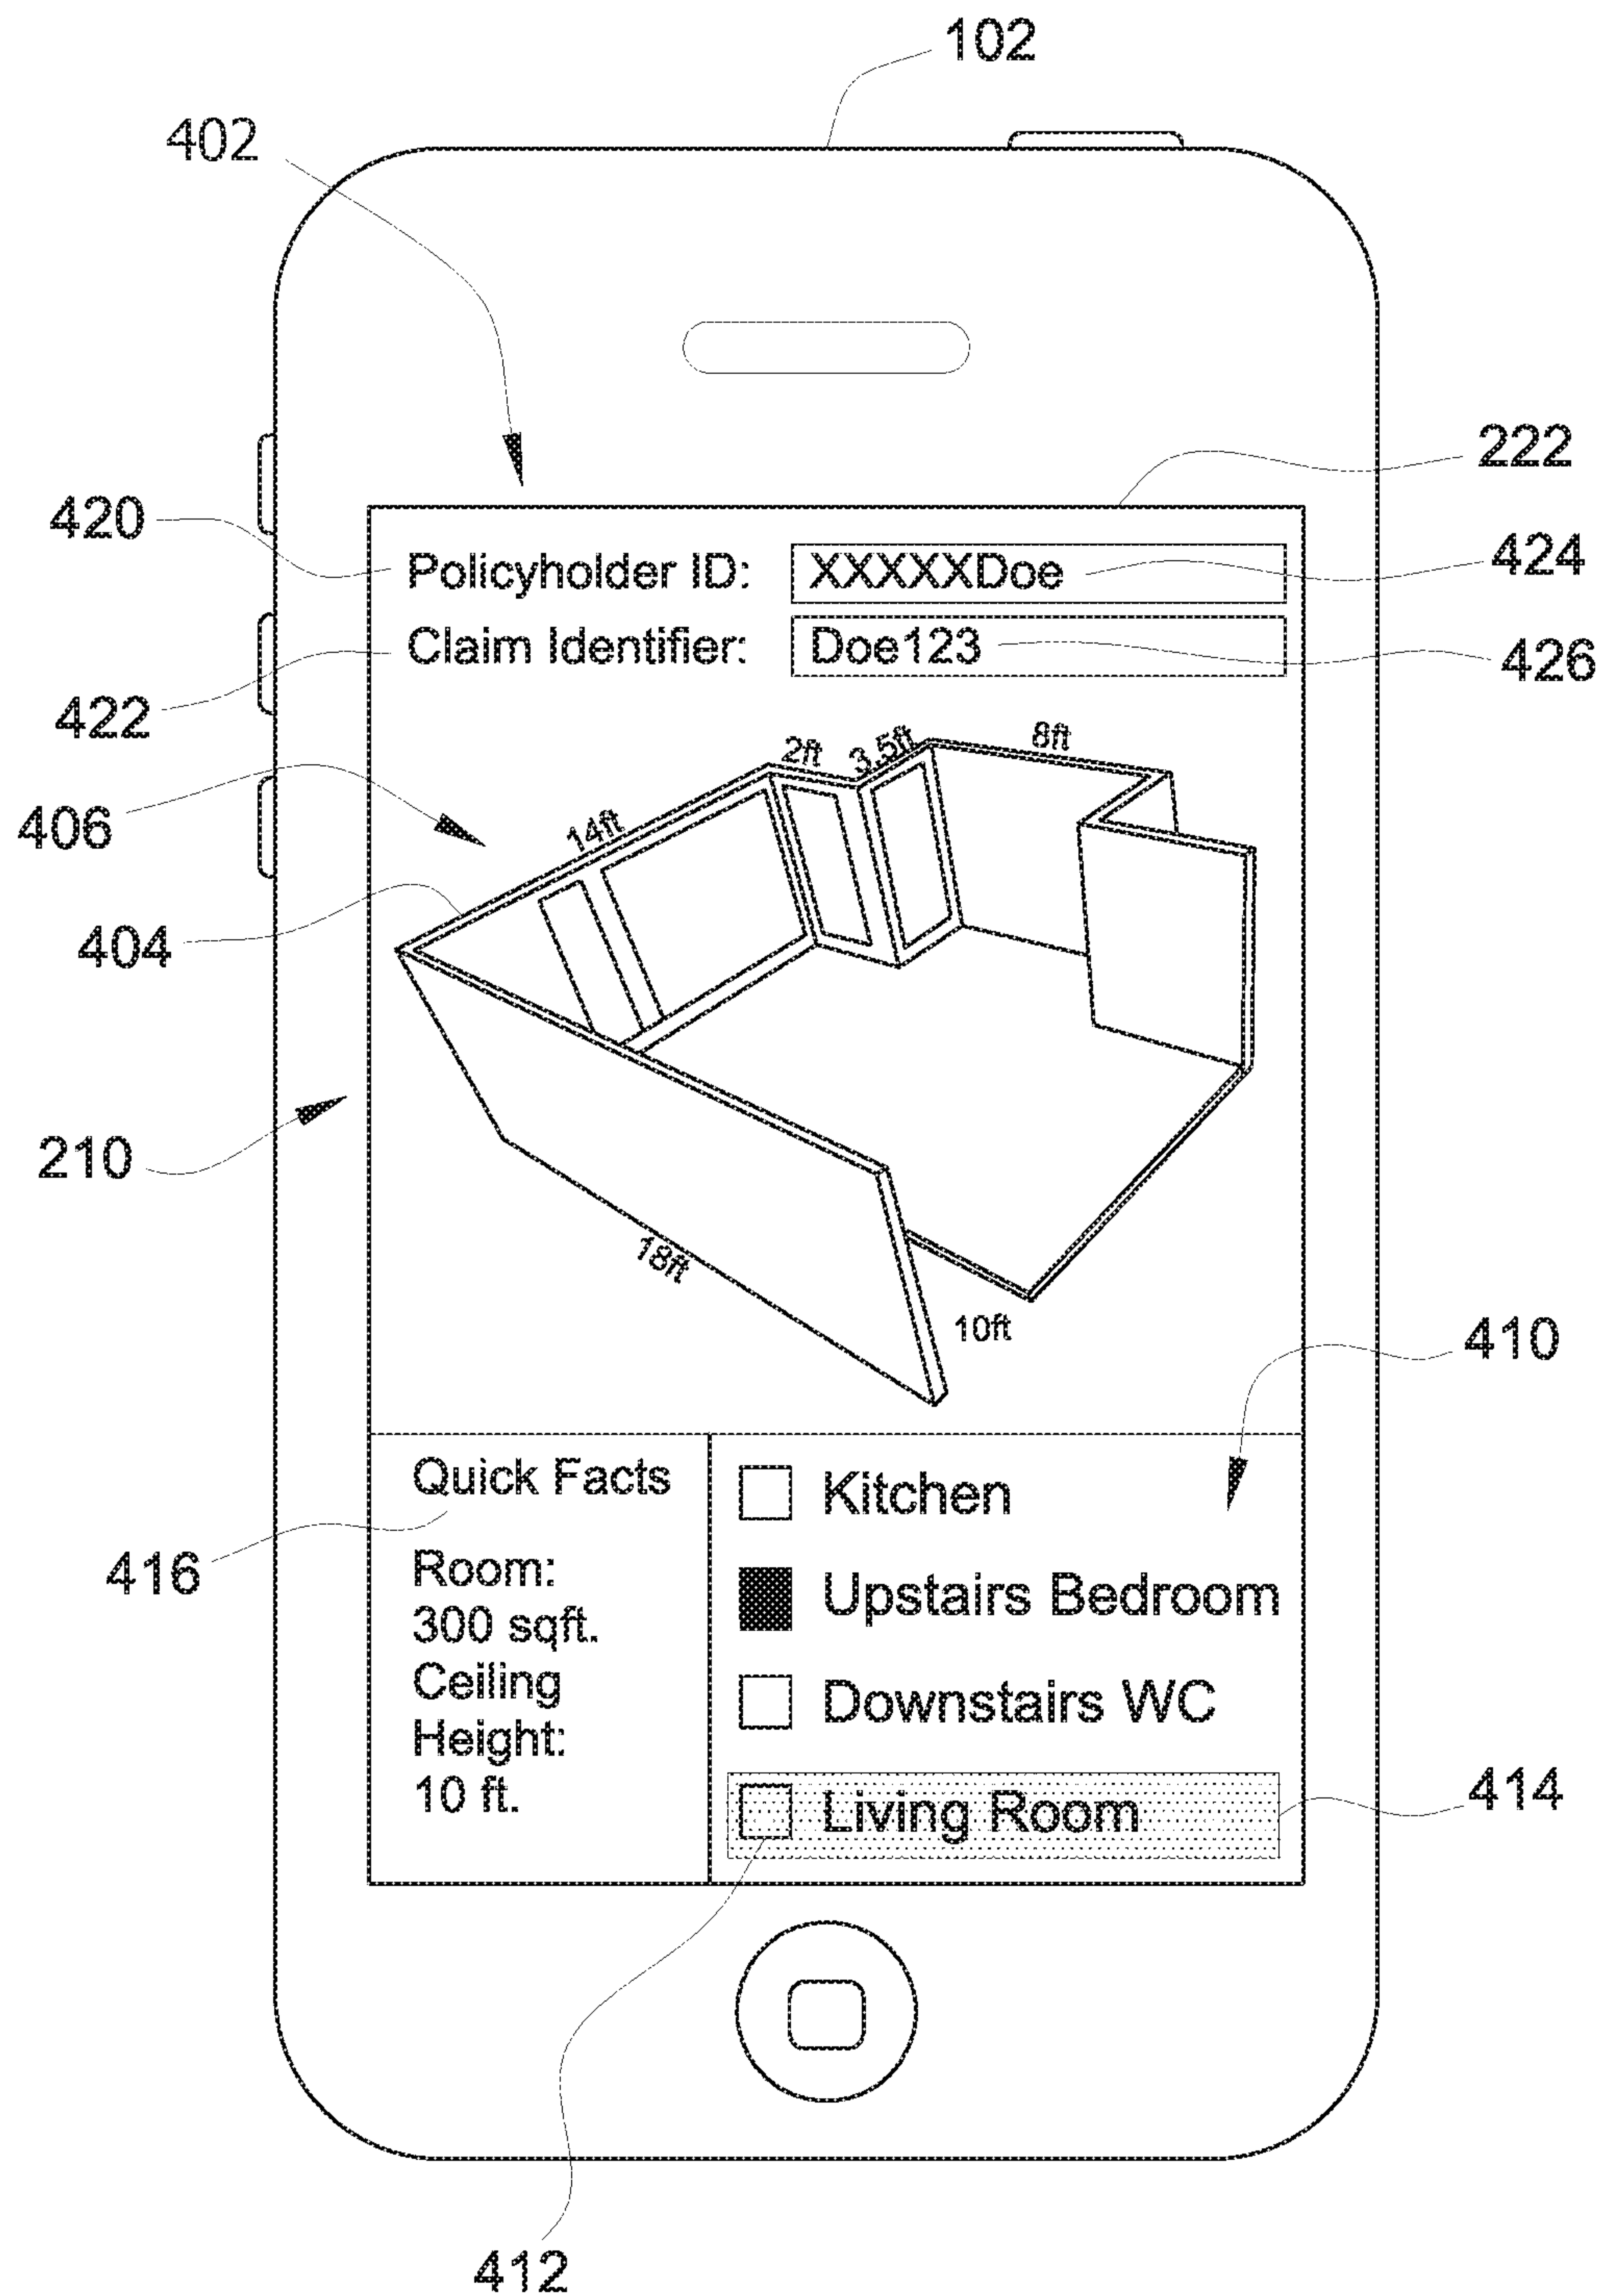 102
402
222
420
Policyholder ID: XXXXXDoe
424
Claim Identifier: Doe123
426
422
2ft
3.5ft
8ft
14ft
406
404
210
18ft
10ft
410
Quick Facts
Kitchen
416
Room:
300 sqft.
Ceiling
Height:
10 ft.
Upstairs Bedroom
Downstairs WC
Living Room
414
412